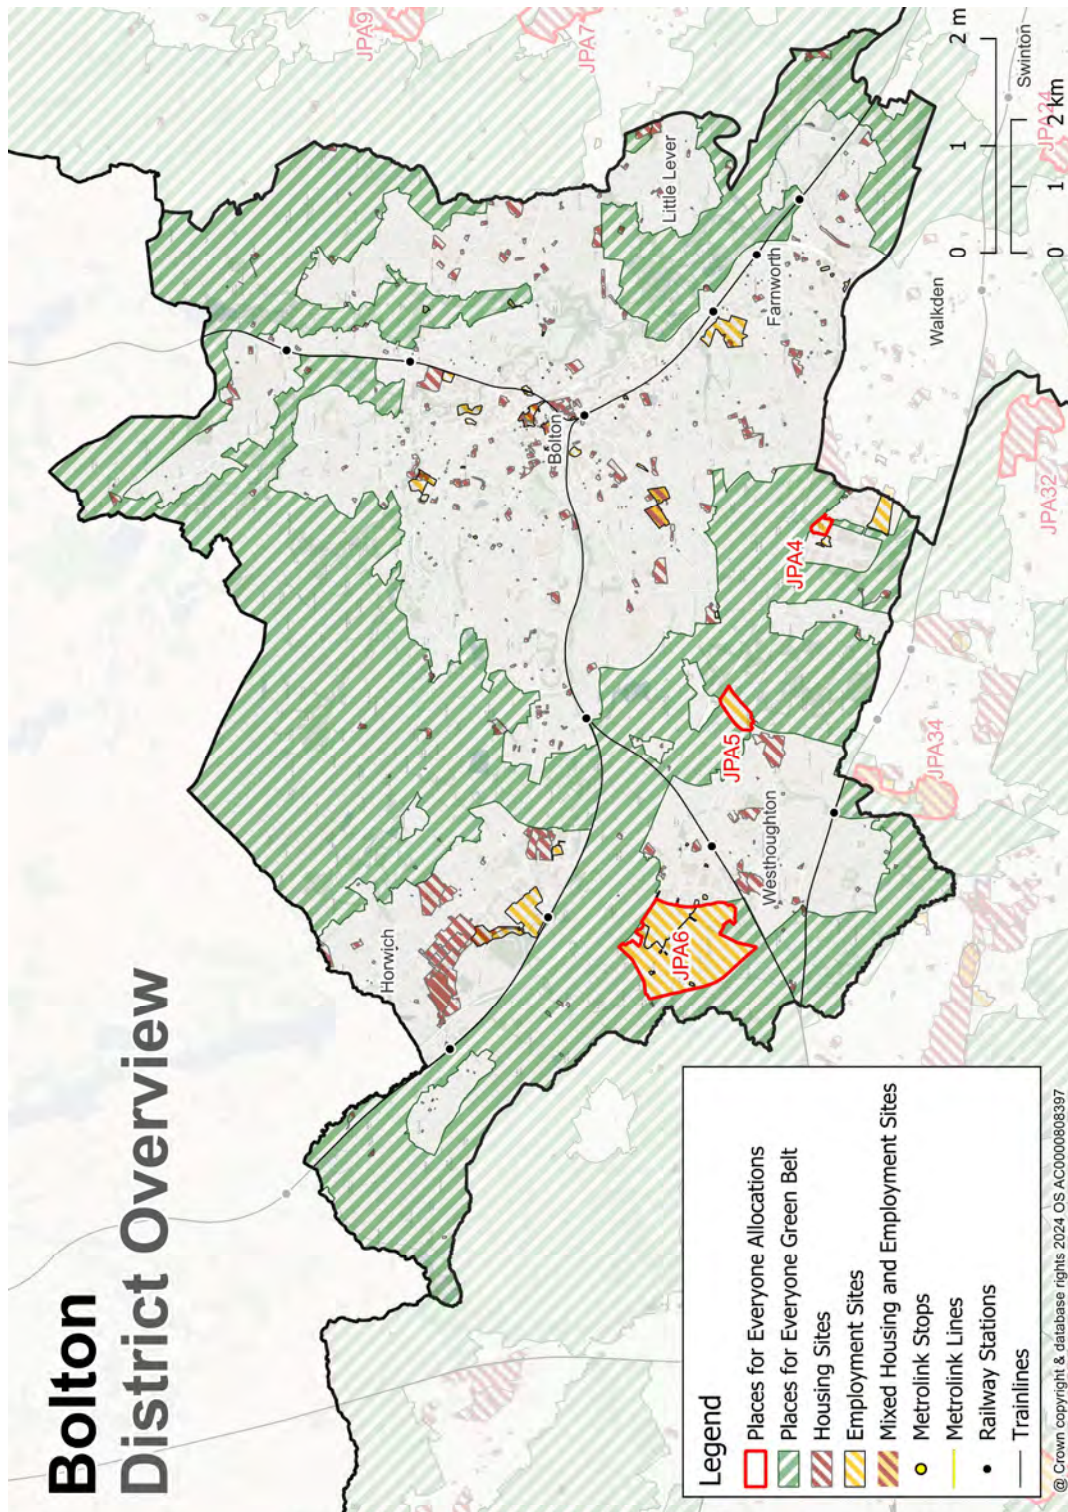 Bolton
District Overview
JPA9
JPA7
Little Lever
Farnworth
Bolton
Horwich
Westhoughton
Walkden
Swinton
JPA4
JPA5
JPA6
JPA24
JPA32
JPA34
0 1 2 m
0 1 2 km
Legend
Places for Everyone Allocations
Places for Everyone Green Belt
Housing Sites
Employment Sites
Mixed Housing and Employment Sites
Metrolink Stops
Metrolink Lines
Railway Stations
Trainlines
@ Crown copyright & database rights 2024 OS AC0000808397